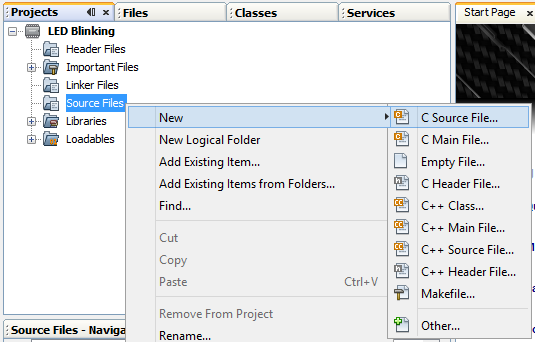 Projects Files Classes Services Start Page
LED Blinking
Header Files
Important Files
Linker Files
Source Files
Libraries
Loadables
New
New Logical Folder
Add Existing Item...
Add Existing Items from Folders...
Find...
Cut
Copy
Paste Ctrl+V
Remove From Project
Rename...
C Source File...
C Main File...
Empty File...
C Header File...
C++ Class...
C++ Main File...
C++ Source File...
C++ Header File...
Makefile...
Other...
Source Files - Naviga